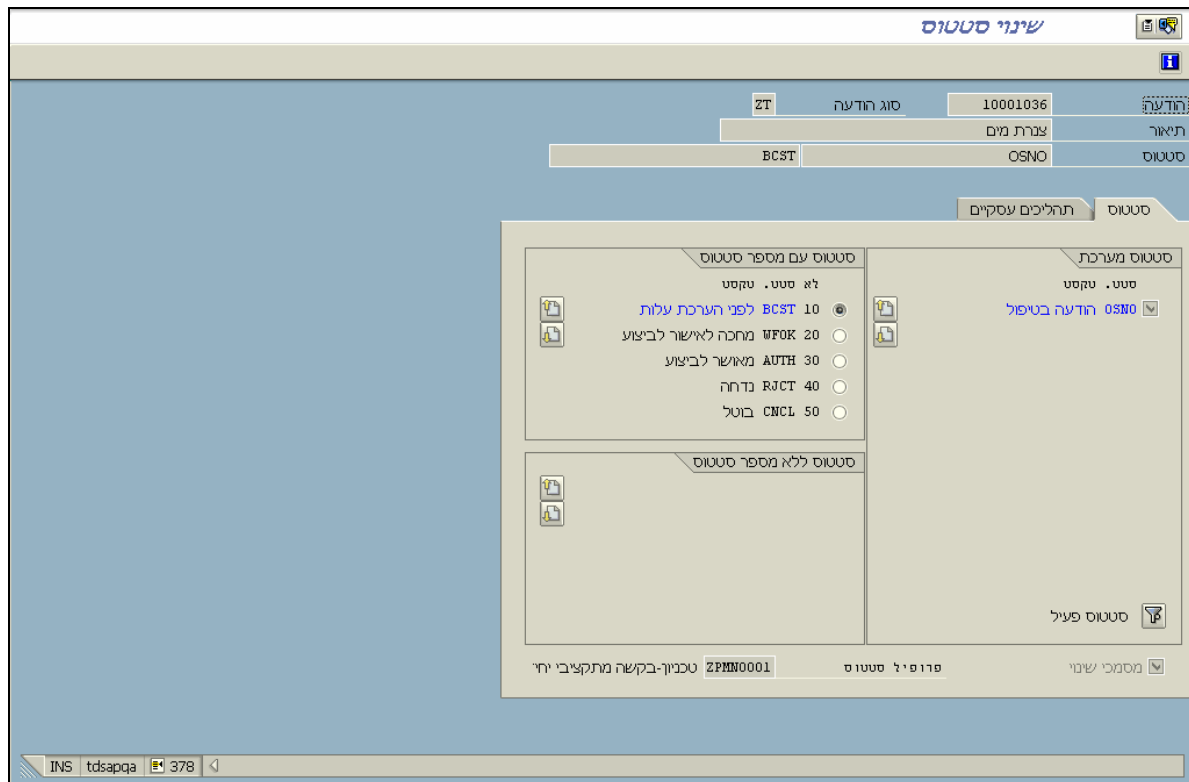 שינוי סטטוס
הודעה 10001036 סוג הודעה ZT
תיאור צנרת מים
סטטוס OSNO BCST
סטטוס תהליכים עסקיים
סטטוס מערכת
סטט. טקסט
OSNO הודעה בטיפול
סטטוס פעיל
סטטוס עם מספר סטטוס
לא סטט. טקסט
10 BCST לפני הערכת עלות
20 WFOK מחכה לאישור לביצוע
30 AUTH מאושר לביצוע
40 RJCT נדחה
50 CNCL בוטל
סטטוס ללא מספר סטטוס
מסמכי שינוי פרופיל סטטוס ZPMN0001 טכניון-בקשה מתקציבי יחי
INS tdsapqa 378